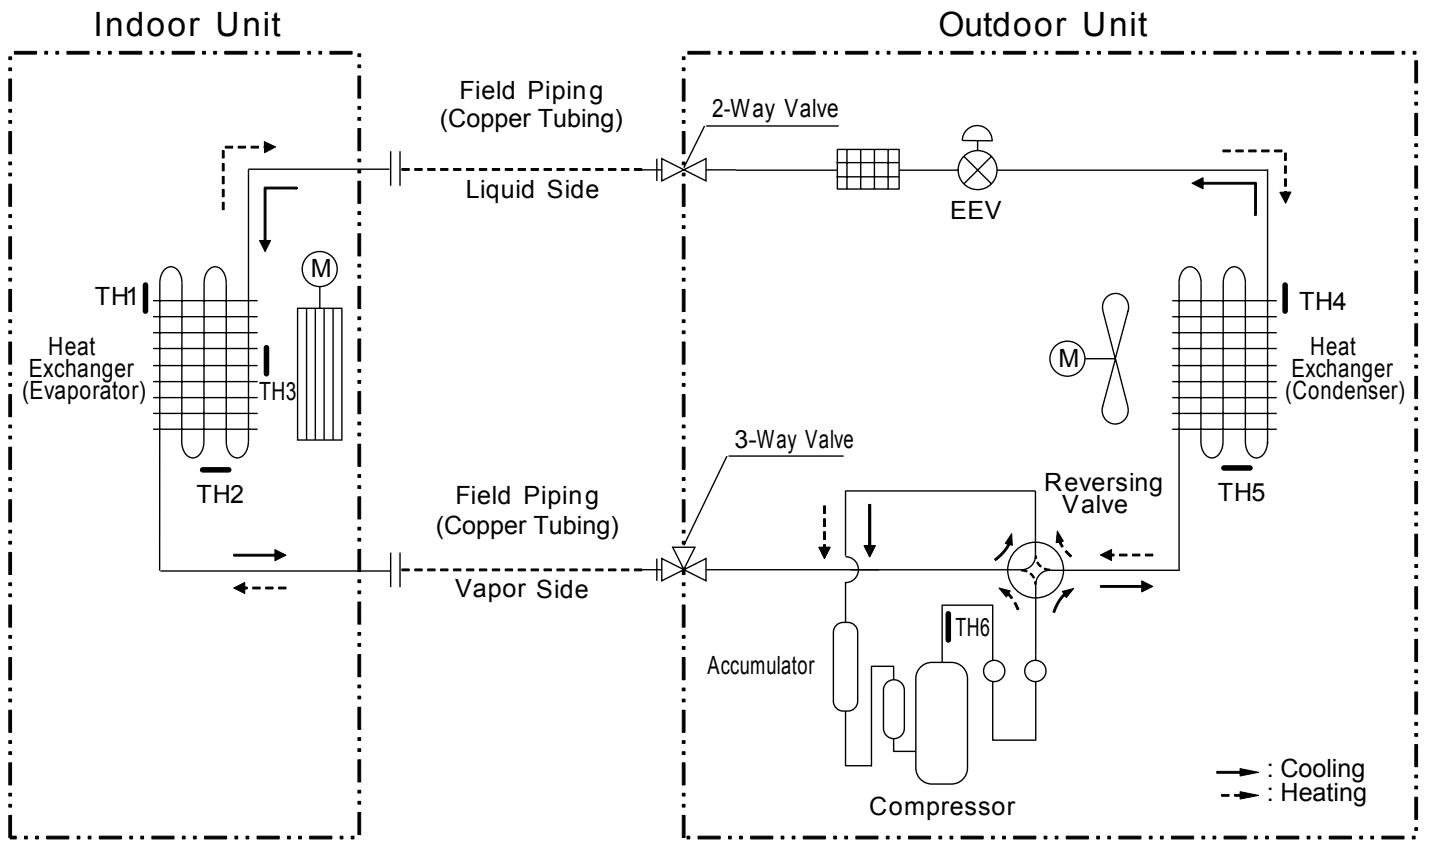 Indoor Unit
Outdoor Unit
Field Piping
(Copper Tubing)
2-Way Valve
Liquid Side
EEV
M
TH1
TH4
Heat
Exchanger
(Evaporator)
TH3
M
Heat
Exchanger
(Condenser)
3-Way Valve
TH2
TH5
Field Piping
(Copper Tubing)
Reversing
Valve
Vapor Side
TH6
Accumulator
: Cooling
: Heating
Compressor